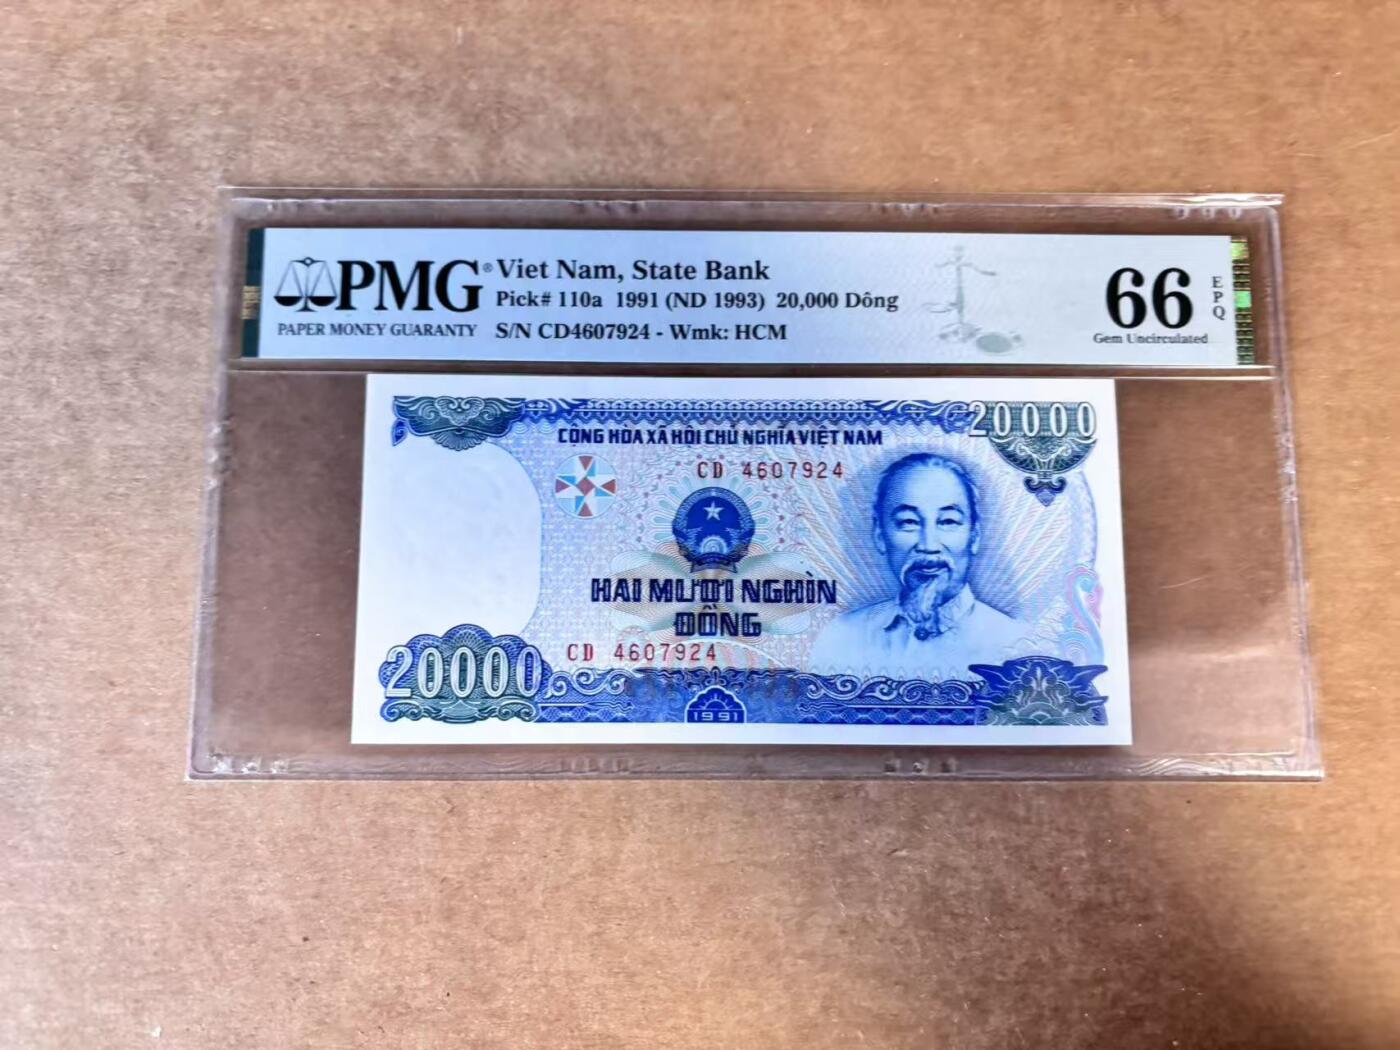 PMG®
PAPER MONEY GUARANTY
Viet Nam, State Bank
Pick# 110a 1991 (ND 1993) 20,000 Dông
S/N CD4607924 - Wmk: HCM
66
EPQ
Gem Uncirculated
CỘNG HÒA XÃ HỘI CHỦ NGHĨA VIỆT NAM
20000
CD 4607924
HAI MƯƠI NGHÌN
ĐỒNG
CD 4607924
20000
1991